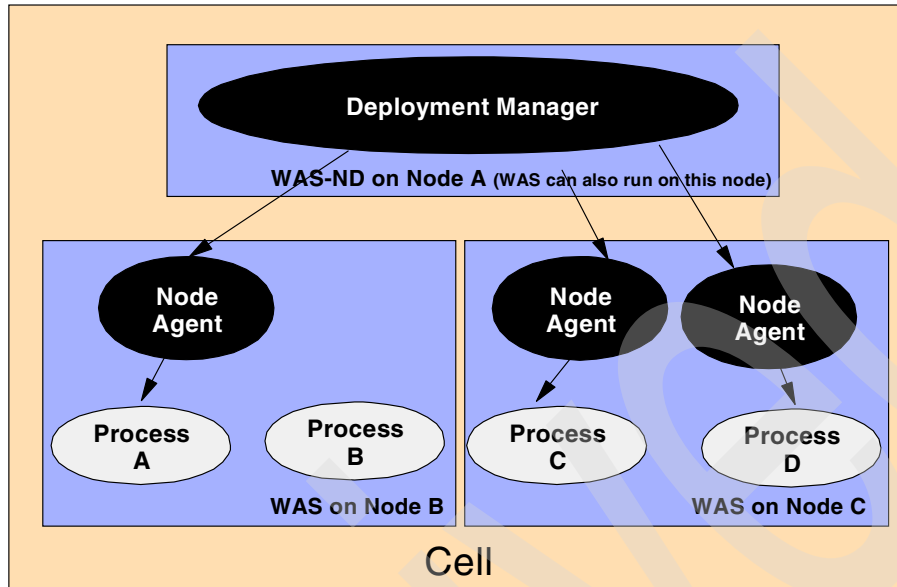 Deployment Manager
WAS-ND on Node A (WAS can also run on this node)
Node
Agent
Node
Agent
Node
Agent
Process
A
Process
B
Process
C
Process
D
WAS on Node B
WAS on Node C
Cell